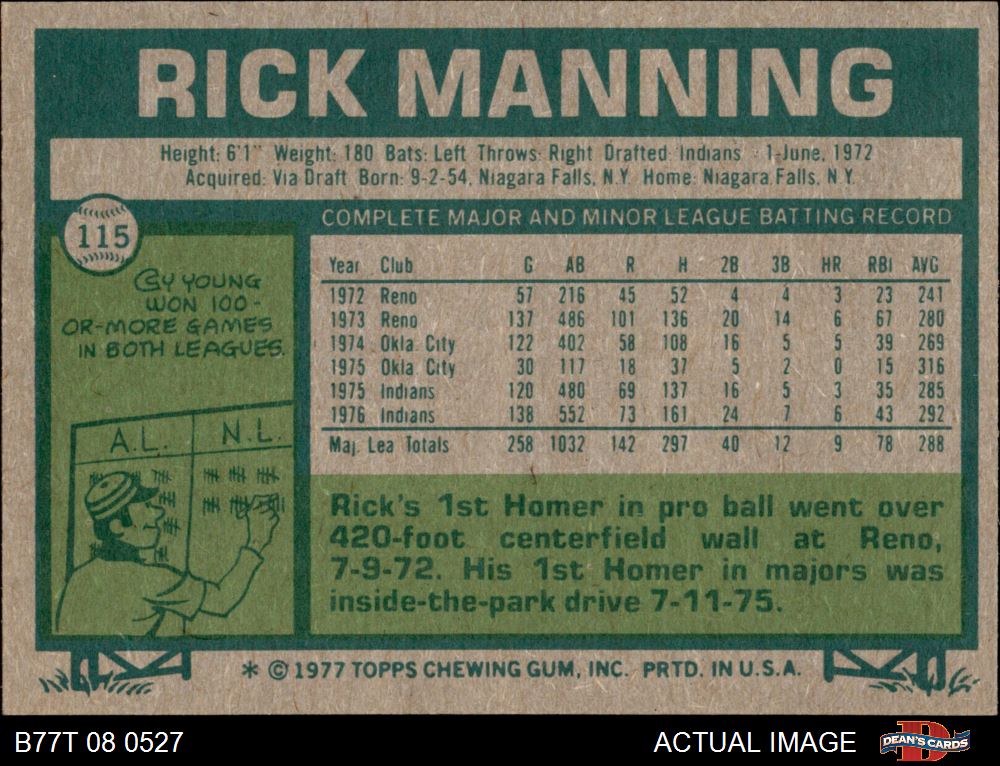 RICK MANNING
Height: 6'1" Weight: 180 Bats: Left Throws: Right Drafted: Indians - 1-June, 1972
Acquired: Via Draft Born: 9-2-54, Niagara Falls, N.Y. Home: Niagara Falls, N.Y.
115
CY YOUNG
WON 100-
OR-MORE GAMES
IN BOTH LEAGUES.
A.L. N.L.
COMPLETE MAJOR AND MINOR LEAGUE BATTING RECORD
Year Club G AB R H 2B 3B HR RBI AVG
1972 Reno 57 216 45 52 4 4 3 23 241
1973 Reno 137 486 101 136 20 14 6 67 280
1974 Okla. City 122 402 58 108 16 5 5 39 269
1975 Okla. City 30 117 18 37 5 2 0 15 316
1975 Indians 120 480 69 137 16 5 3 35 285
1976 Indians 138 552 73 161 24 7 6 43 292
Maj. Lea Totals 258 1032 142 297 40 12 9 78 288
Rick's 1st Homer in pro ball went over
420-foot centerfield wall at Reno,
7-9-72. His 1st Homer in majors was
inside-the-park drive 7-11-75.
* © 1977 TOPPS CHEWING GUM, INC. PRTD. IN U.S.A.
B77T 08 0527
ACTUAL IMAGE
D
DEAN'S CARDS